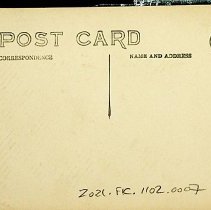 POST CARD
CORRESPONDENCE    NAME AND ADDRESS
2021.FIC.1102.0007